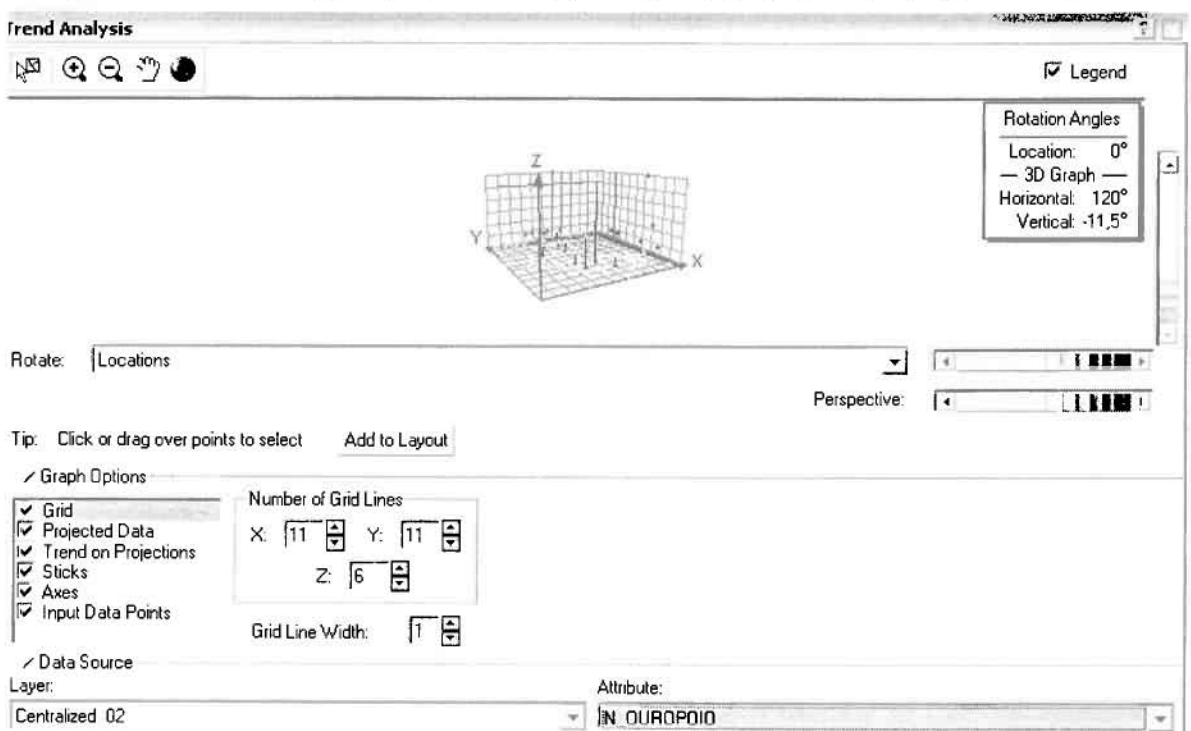 Trend Analysis
Legend
Rotation Angles
Location: 0°
3D Graph
Horizontal: 120°
Vertical: -11,5°
Z
Y
X
Rotate: Locations
Perspective:
Tip: Click or drag over points to select Add to Layout
Graph Options
Grid
Projected Data
Trend on Projections
Sticks
Axes
Input Data Points
Number of Grid Lines
X: 11 Y: 11
Z: 6
Grid Line Width: 1
Data Source
Layer: Attribute:
Centralized 02 IN_OUROPOIO